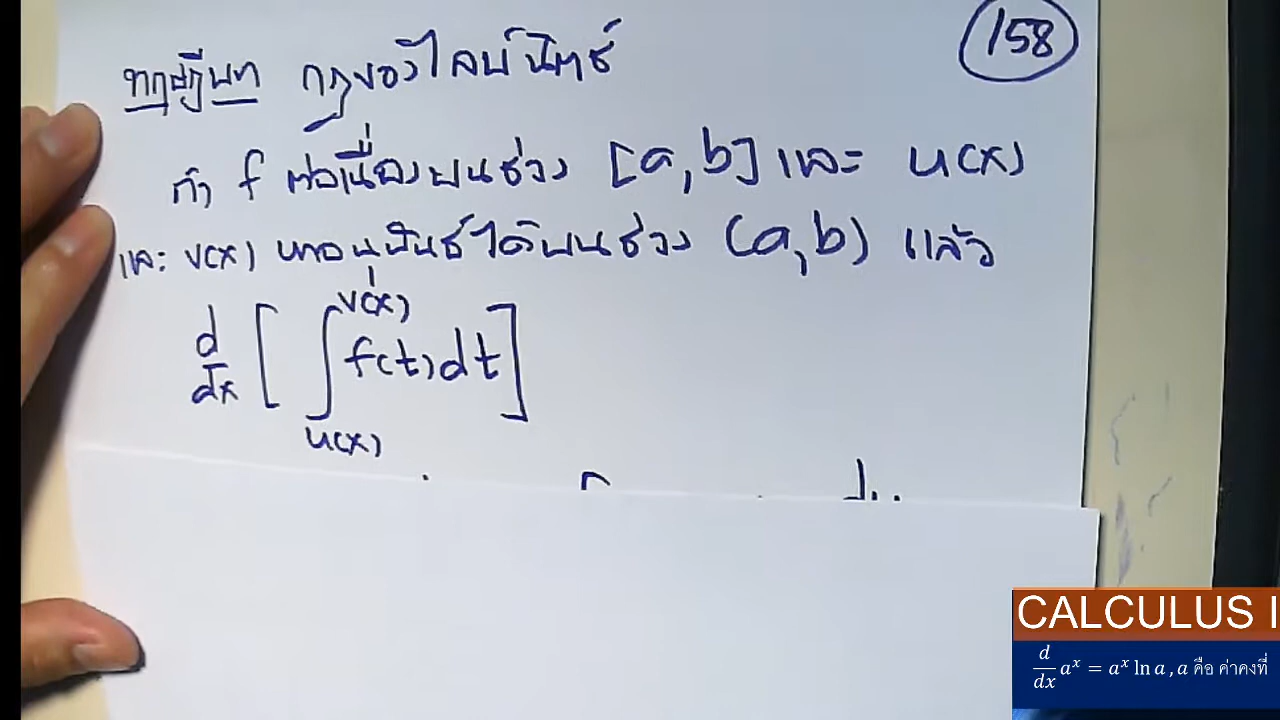 158
ทฤษฎีบท กฎของไลบ์นิทซ์
ถ้า f ต่อเนื่องบนช่วง [a,b] และ u(x)
และ v(x) หาอนุพันธ์ได้บนช่วง (a,b) แล้ว
d/dx [ ∫_{u(x)}^{v(x)} f(t)dt ]
CALCULUS I
d/dx a^x = a^x ln a , a คือ ค่าคงที่